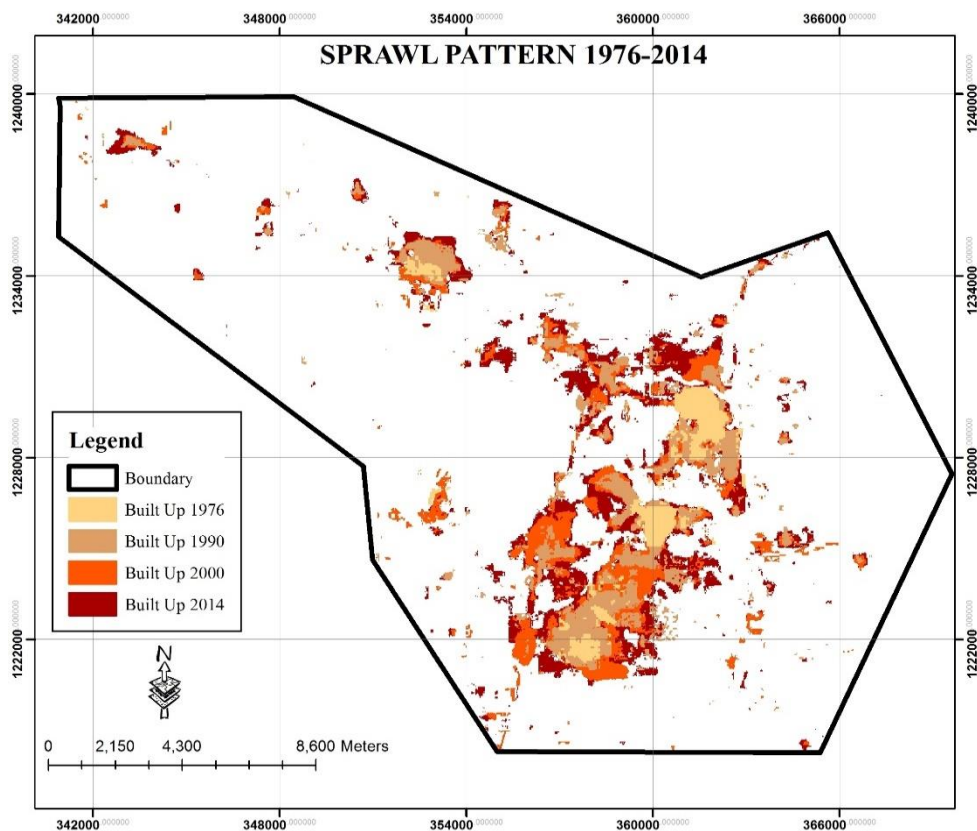 342000.000000 348000.000000 354000.000000 360000.000000 366000.000000
SPRAWL PATTERN 1976-2014
1240000.000000 1240000.000000
1234000.000000 1234000.000000
1228000.000000 1228000.000000
1222000.000000 1222000.000000
Legend
Boundary
Built Up 1976
Built Up 1990
Built Up 2000
Built Up 2014
N
0 2,150 4,300 8,600 Meters
342000.000000 348000.000000 354000.000000 360000.000000 366000.000000